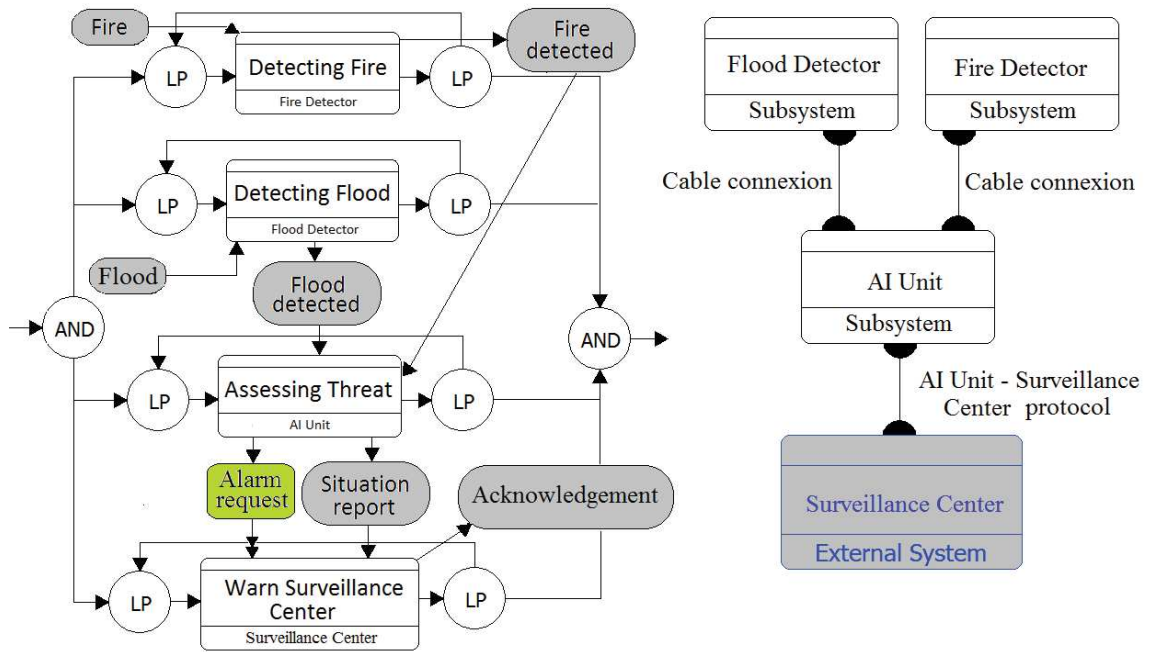 Fire
Fire
detected
LP
Detecting Fire
LP
Fire Detector
LP
Detecting Flood
LP
Flood Detector
Flood
Flood
detected
AND
AND
LP
Assessing Threat
LP
AI Unit
Alarm
request
Situation
report
Acknowledgement
LP
Warn Surveillance
Center
LP
Surveillance Center
Flood Detector
Subsystem
Fire Detector
Subsystem
Cable connexion
Cable connexion
AI Unit
Subsystem
AI Unit - Surveillance
Center protocol
Surveillance Center
External System